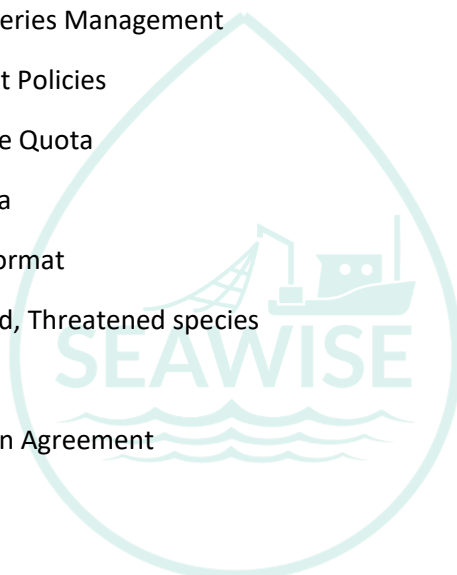 eries Management
t Policies
e Quota
a
ormat
d, Threatened species
SEAWISE
n Agreement